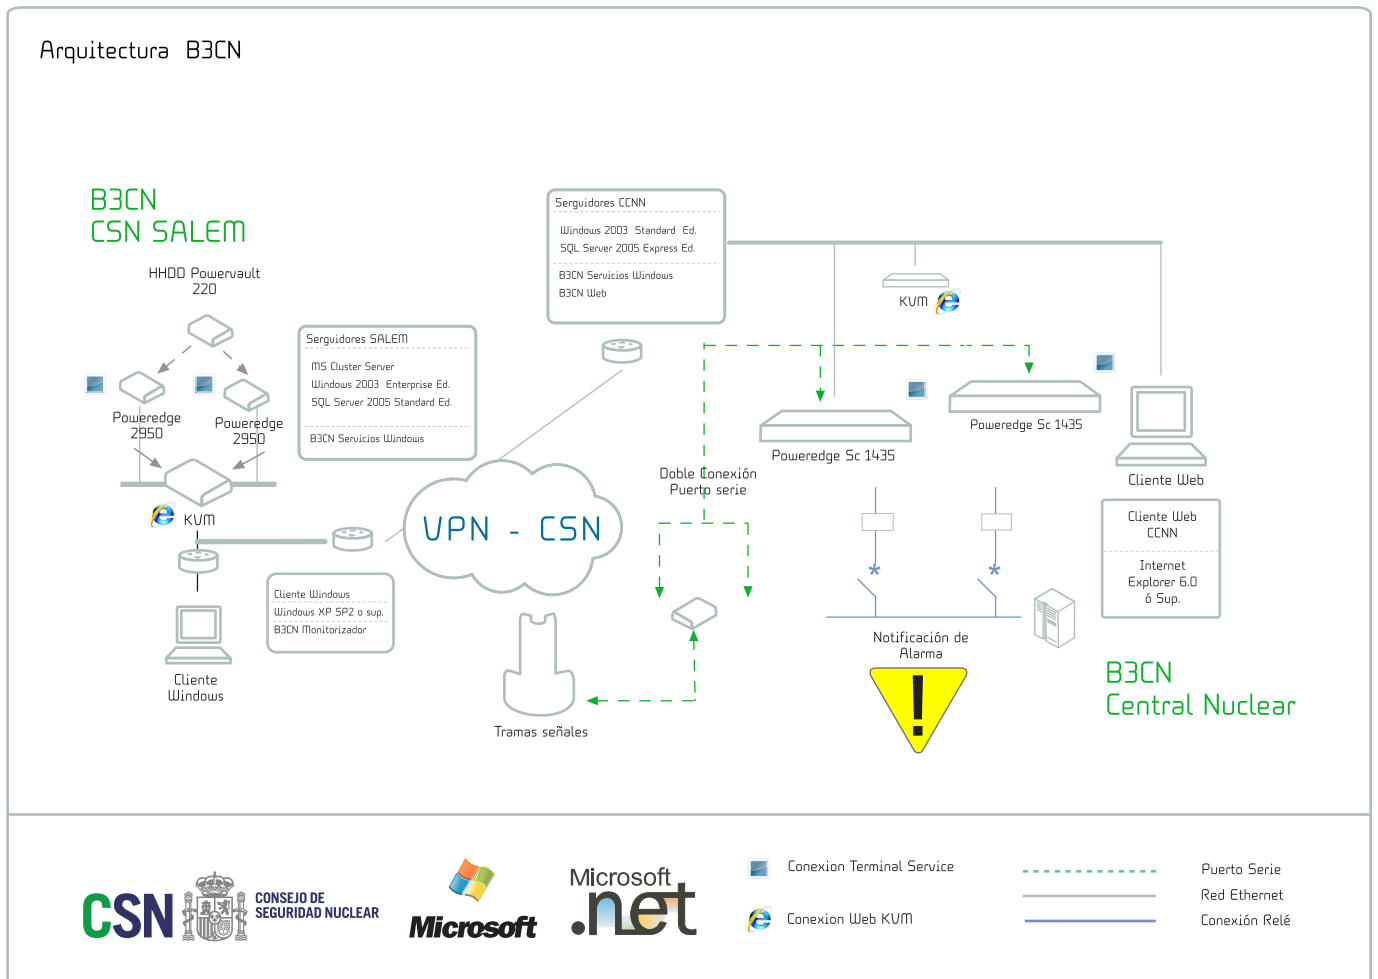 Arquitectura B3CN
B3CN
CSN SALEM
HHDD Powervault
220
Poweredge
2950
Poweredge
2950
KVM
Cliente
Windows
Serguidores SALEM
MS Cluster Server
Windows 2003 Enterprise Ed.
SQL Server 2005 Standard Ed.
B3CN Servicios Windows
Cliente Windows
Windows XP SP2 o sup.
B3CN Monitorizador
VPN - CSN
Serguidores CCNN
Windows 2003 Standard Ed.
SQL Server 2005 Express Ed.
B3CN Servicios Windows
B3CN Web
KVM
Poweredge Sc 1435
Poweredge Sc 1435
Doble Conexión
Puerto serie
Tramas señales
Cliente Web
Cliente Web
CCNN
Internet
Explorer 6.0
ó Sup.
Notificación de
Alarma
!
B3CN
Central Nuclear
CSN
CONSEJO DE
SEGURIDAD NUCLEAR
Microsoft
Microsoft
.net
Conexion Terminal Service
Conexion Web KVM
Puerto Serie
Red Ethernet
Conexión Relé